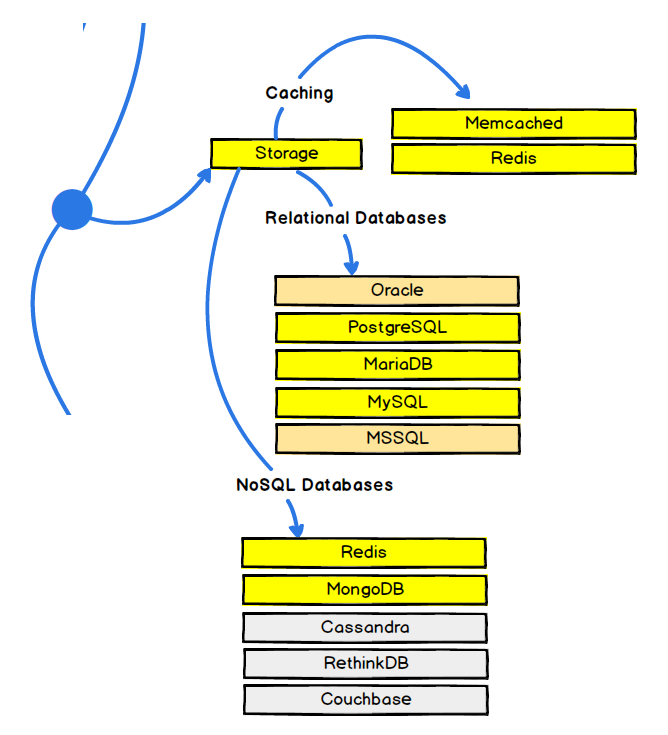 Caching
Memcached
Storage
Redis
Relational Databases
Oracle
PostgreSQL
MariaDB
MySQL
MSSQL
NoSQL Databases
Redis
MongoDB
Cassandra
RethinkDB
Couchbase